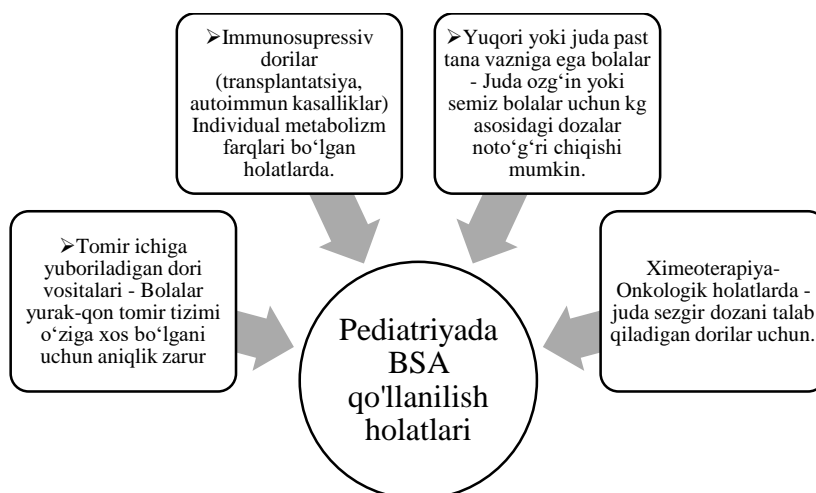 ➢Immunosupressiv
dorilar
(transplantatsiya,
autoimmun kasalliklar)
Individual metabolizm
farqlari bo‘lgan
holatlarda.
➢Yuqori yoki juda past
tana vazniga ega bolalar
- Juda ozg‘in yoki
semiz bolalar uchun kg
asosidagi dozalar
noto‘g‘ri chiqishi
mumkin.
➢Tomir ichiga
yuboriladigan dori
vositalari - Bolalar
yurak-qon tomir tizimi
o‘ziga xos bo‘lgani
uchun aniqlik zarur
Ximeoterapiya-
Onkologik holatlarda -
juda sezgir dozani talab
qiladigan dorilar uchun.
Pediatriyada
BSA
qo'llanilish
holatlari